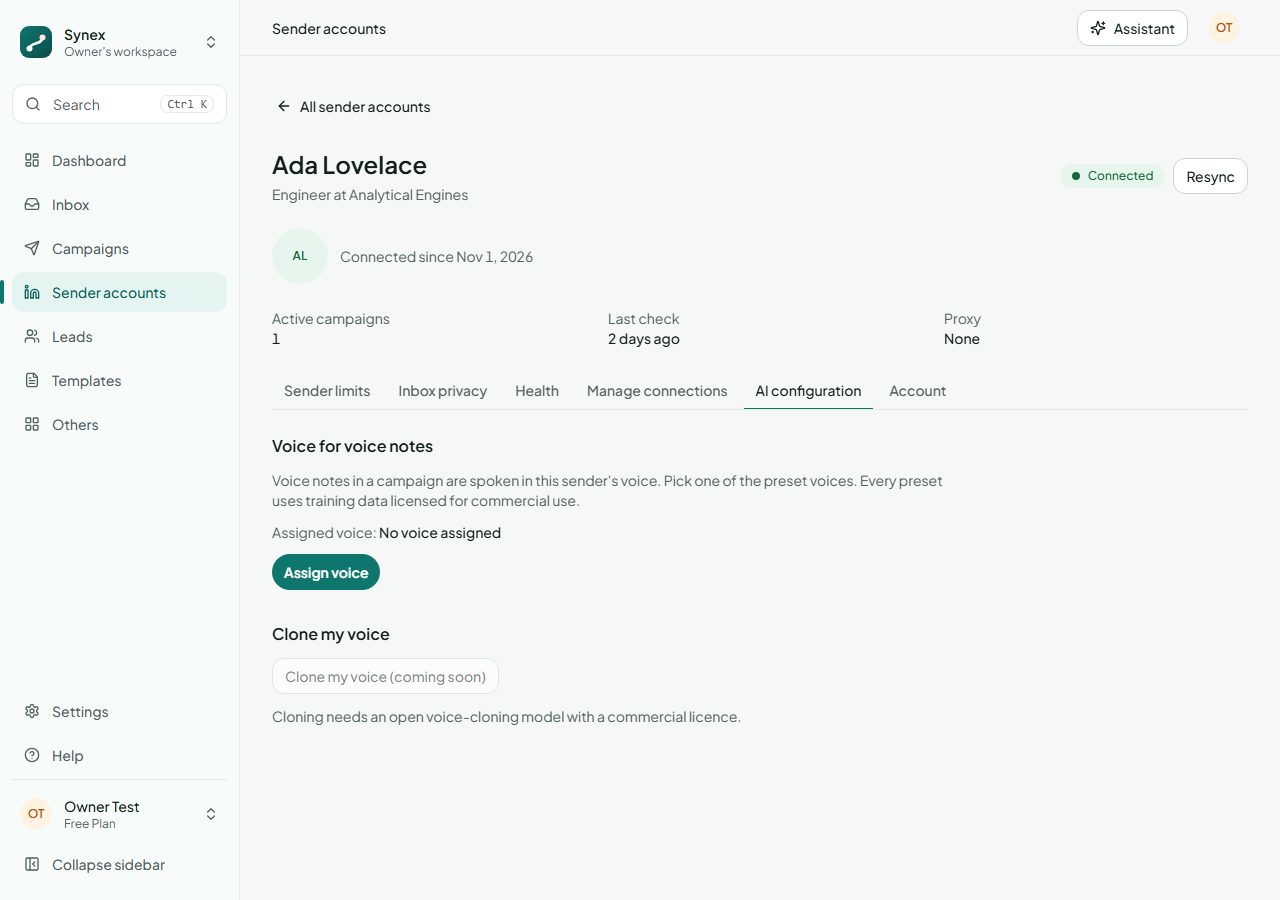 Synex
Owner's workspace
Search
Ctrl K
Dashboard
Inbox
Campaigns
Sender accounts
Leads
Templates
Others
Settings
Help
OT
Owner Test
Free Plan
Collapse sidebar
Sender accounts
Assistant
OT
All sender accounts
Ada Lovelace
Engineer at Analytical Engines
Connected
Resync
AL
Connected since Nov 1, 2026
Active campaigns
1
Last check
2 days ago
Proxy
None
Sender limits
Inbox privacy
Health
Manage connections
AI configuration
Account
Voice for voice notes
Voice notes in a campaign are spoken in this sender's voice. Pick one of the preset voices. Every preset
uses training data licensed for commercial use.
Assigned voice: No voice assigned
Assign voice
Clone my voice
Clone my voice (coming soon)
Cloning needs an open voice-cloning model with a commercial licence.